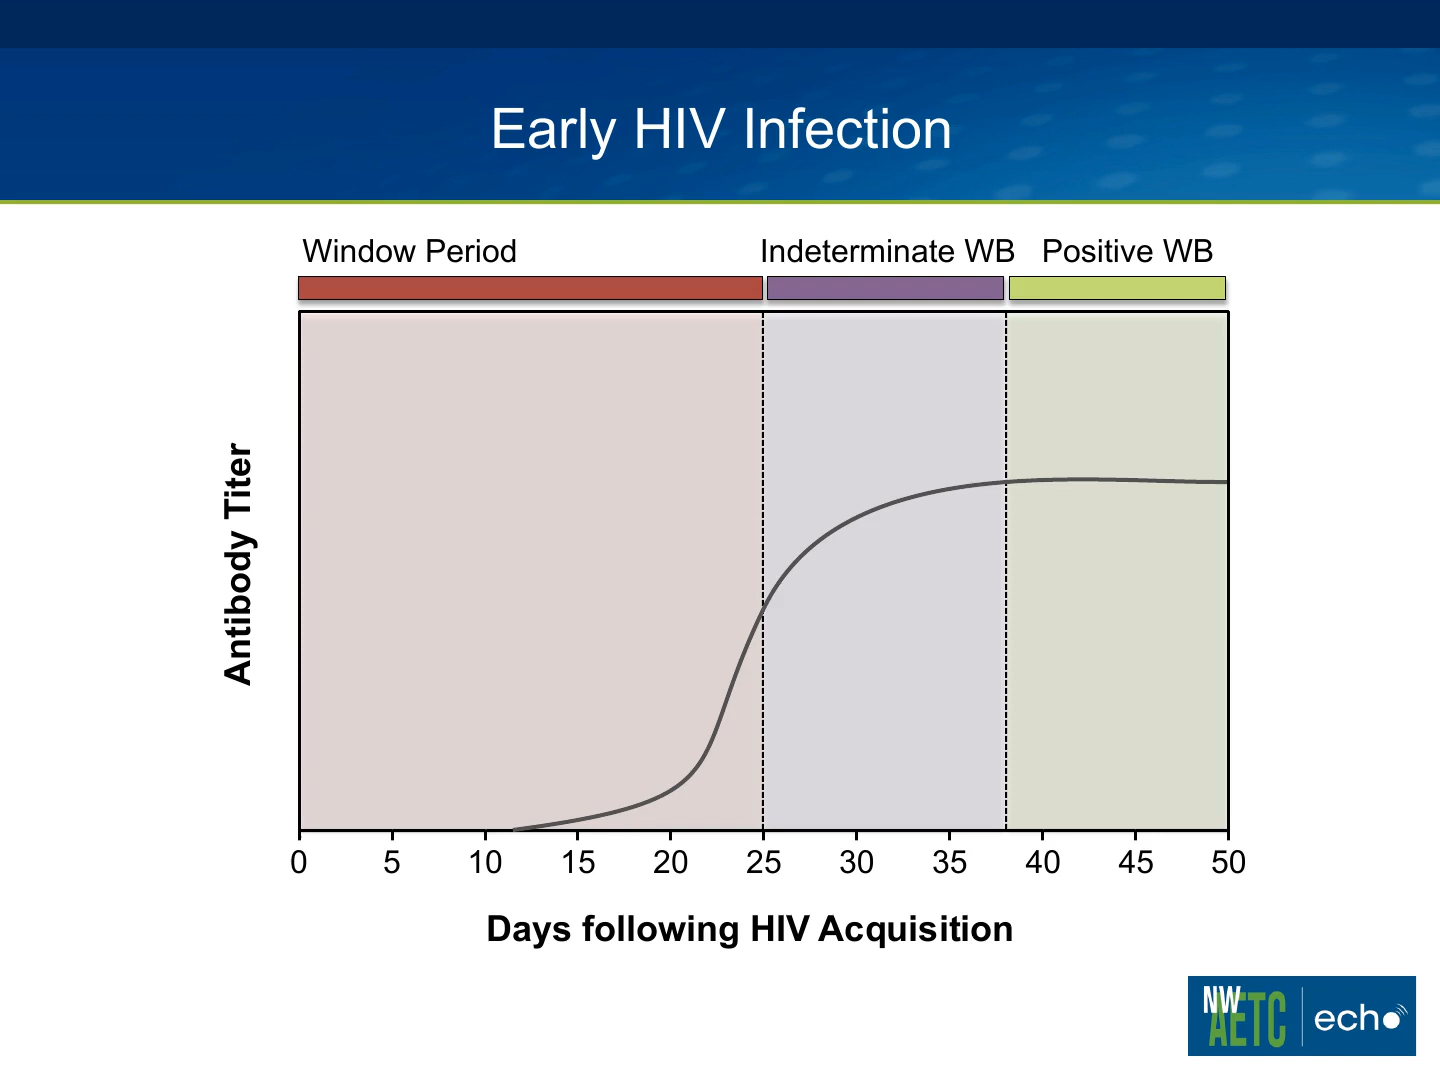 Early HIV Infection
Window Period
Indeterminate WB
Positive WB
Antibody Titer
0 5 10 15 20 25 30 35 40 45 50
Days following HIV Acquisition
NW
AETC
echo